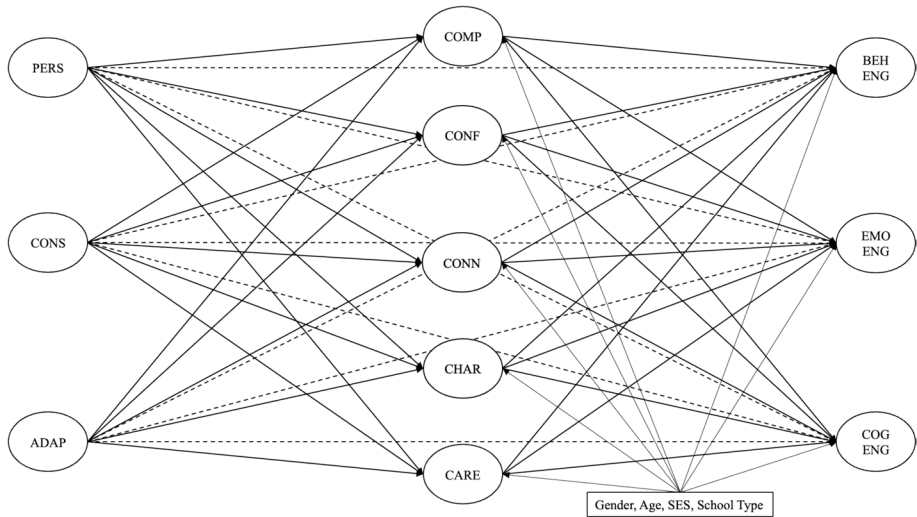 COMP
PERS
BEH
ENG
CONF
CONS
EMO
ENG
CONN
CHAR
ADAP
COG
ENG
CARE
Gender, Age, SES, School Type